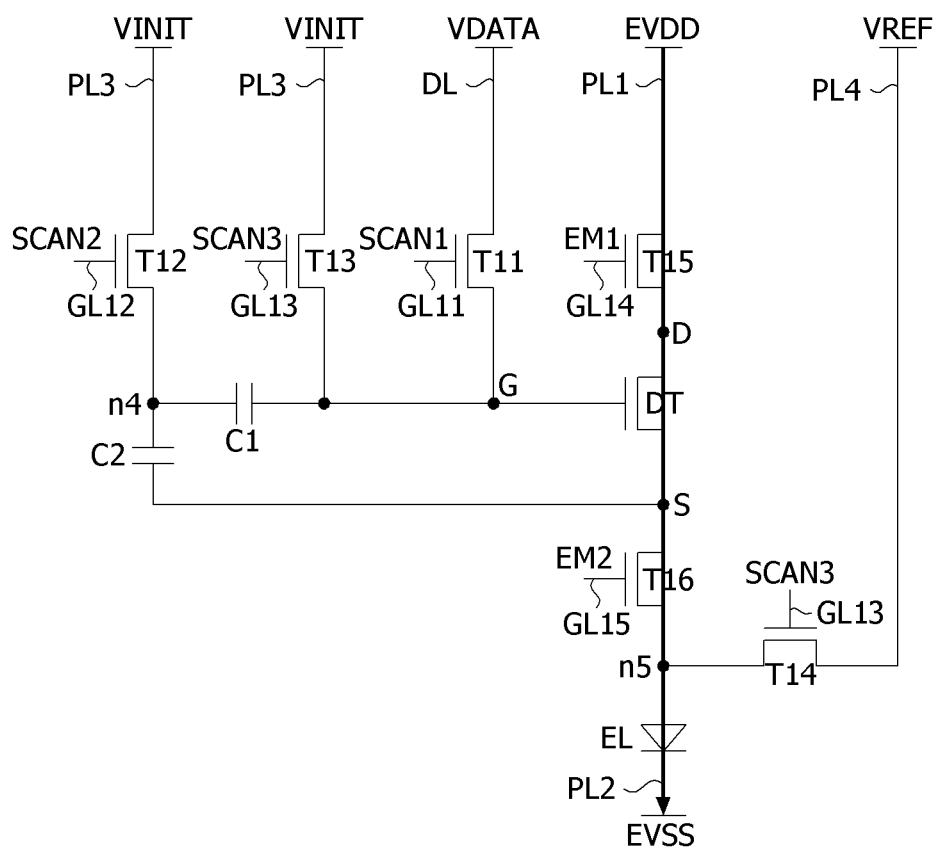 VINIT VINIT VDATA EVDD VREF
PL3 PL3 DL PL1 PL4
SCAN2 SCAN3 SCAN1 EM1
T12 T13 T11 T15
GL12 GL13 GL11 GL14
D
n4 G DT
C1
C2
S
EM2 SCAN3
T16
GL15 GL13
n5 T14
EL
PL2
EVSS